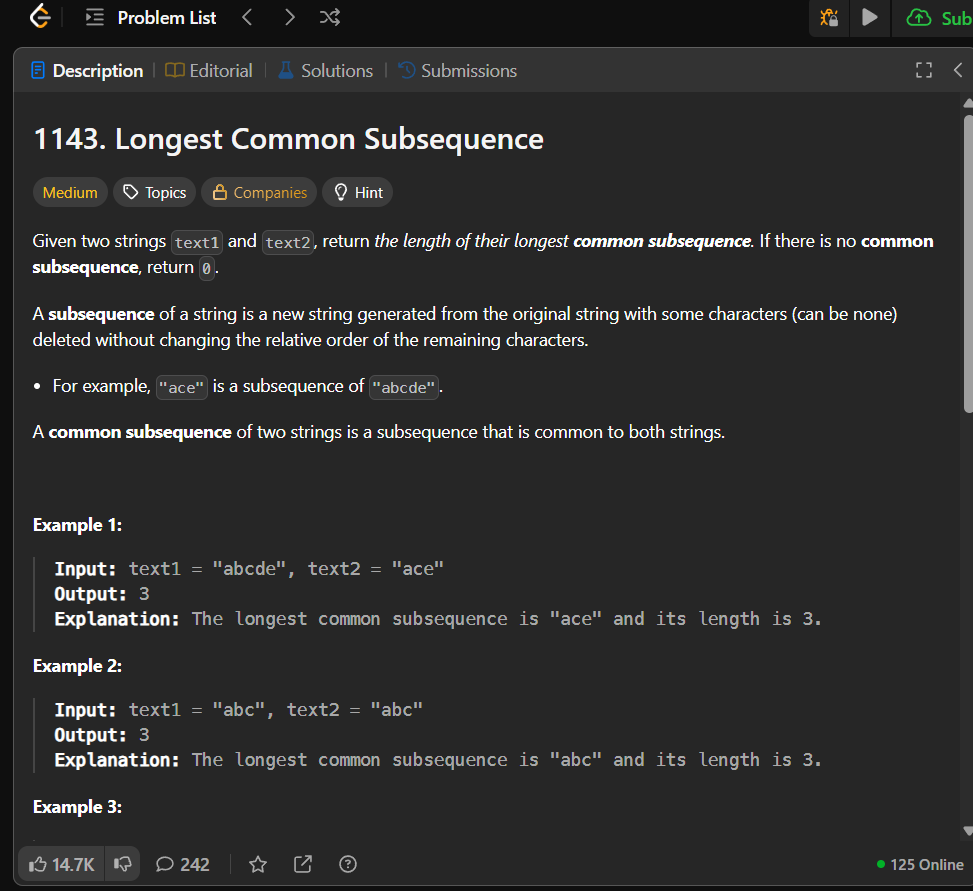 Problem List
Sub
Description
Editorial
Solutions
Submissions
1143. Longest Common Subsequence
Medium
Topics
Companies
Hint
Given two strings text1 and text2, return the length of their longest common subsequence. If there is no common
subsequence, return 0.
A subsequence of a string is a new string generated from the original string with some characters (can be none)
deleted without changing the relative order of the remaining characters.
• For example, "ace" is a subsequence of "abcde".
A common subsequence of two strings is a subsequence that is common to both strings.
Example 1:
Input: text1 = "abcde", text2 = "ace"
Output: 3
Explanation: The longest common subsequence is "ace" and its length is 3.
Example 2:
Input: text1 = "abc", text2 = "abc"
Output: 3
Explanation: The longest common subsequence is "abc" and its length is 3.
Example 3:
14.7K
242
125 Online